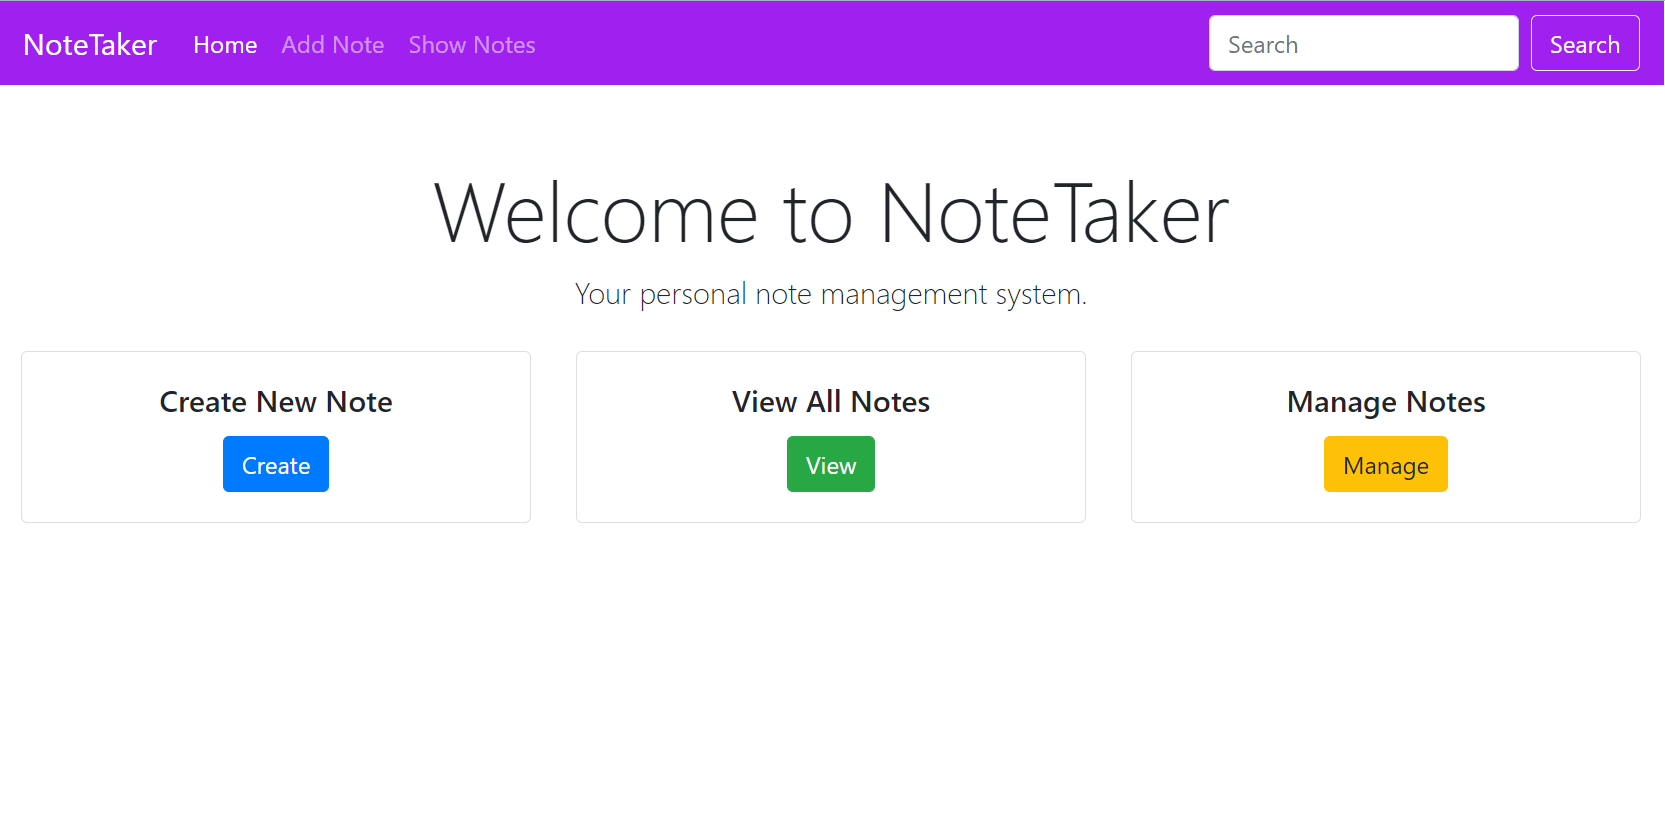 NoteTaker Home Add Note Show Notes Search Search
Welcome to NoteTaker
Your personal note management system.
Create New Note
Create
View All Notes
View
Manage Notes
Manage